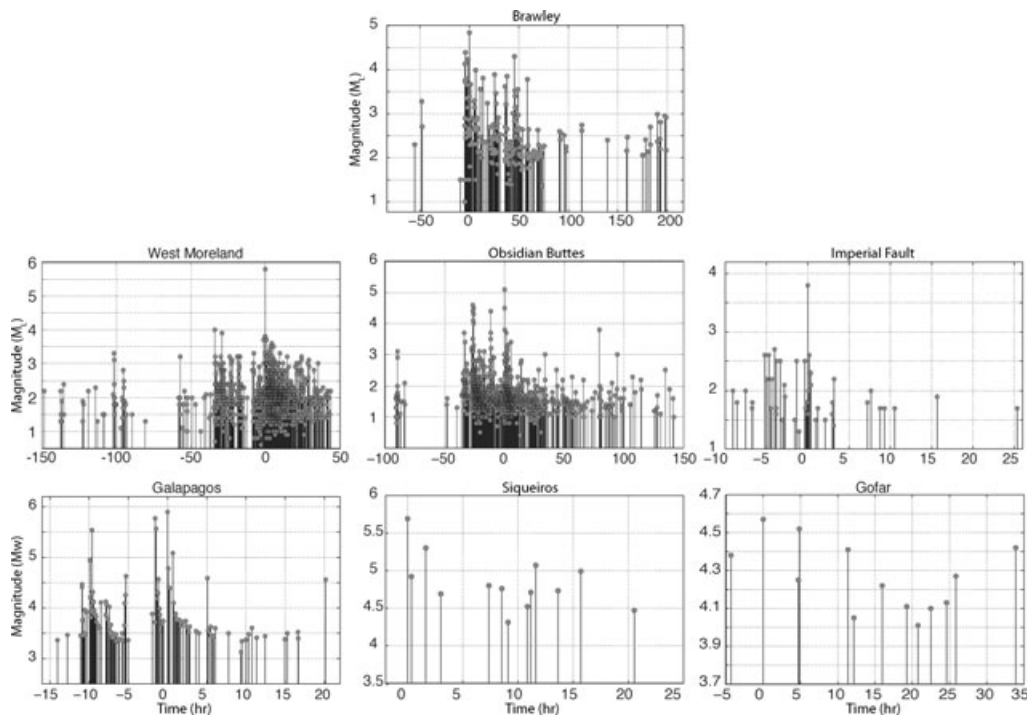 Brawley
Magnitude (ML)
5
4
3
2
1
−50 0 50 100 150 200
West Moreland Obsidian Buttes Imperial Fault
Magnitude (ML)
6
5
4
3
2
1
−150 −100 −50 0 50
6
5
4
3
2
1
−100 −50 0 50 100 150
4
3
2
1
−10 −5 0 5 10 15 20 25
Galapagos Siqueiros Gofar
Magnitude (Mw)
6
5
4
3
−15 −10 −5 0 5 10 15 20
Time (hr)
6
5.5
5
4.5
4
3.5
0 5 10 15 20 25
Time (hr)
4.7
4.5
4.3
4.1
3.9
3.7
−5 0 5 10 15 20 25 30 35
Time (hr)